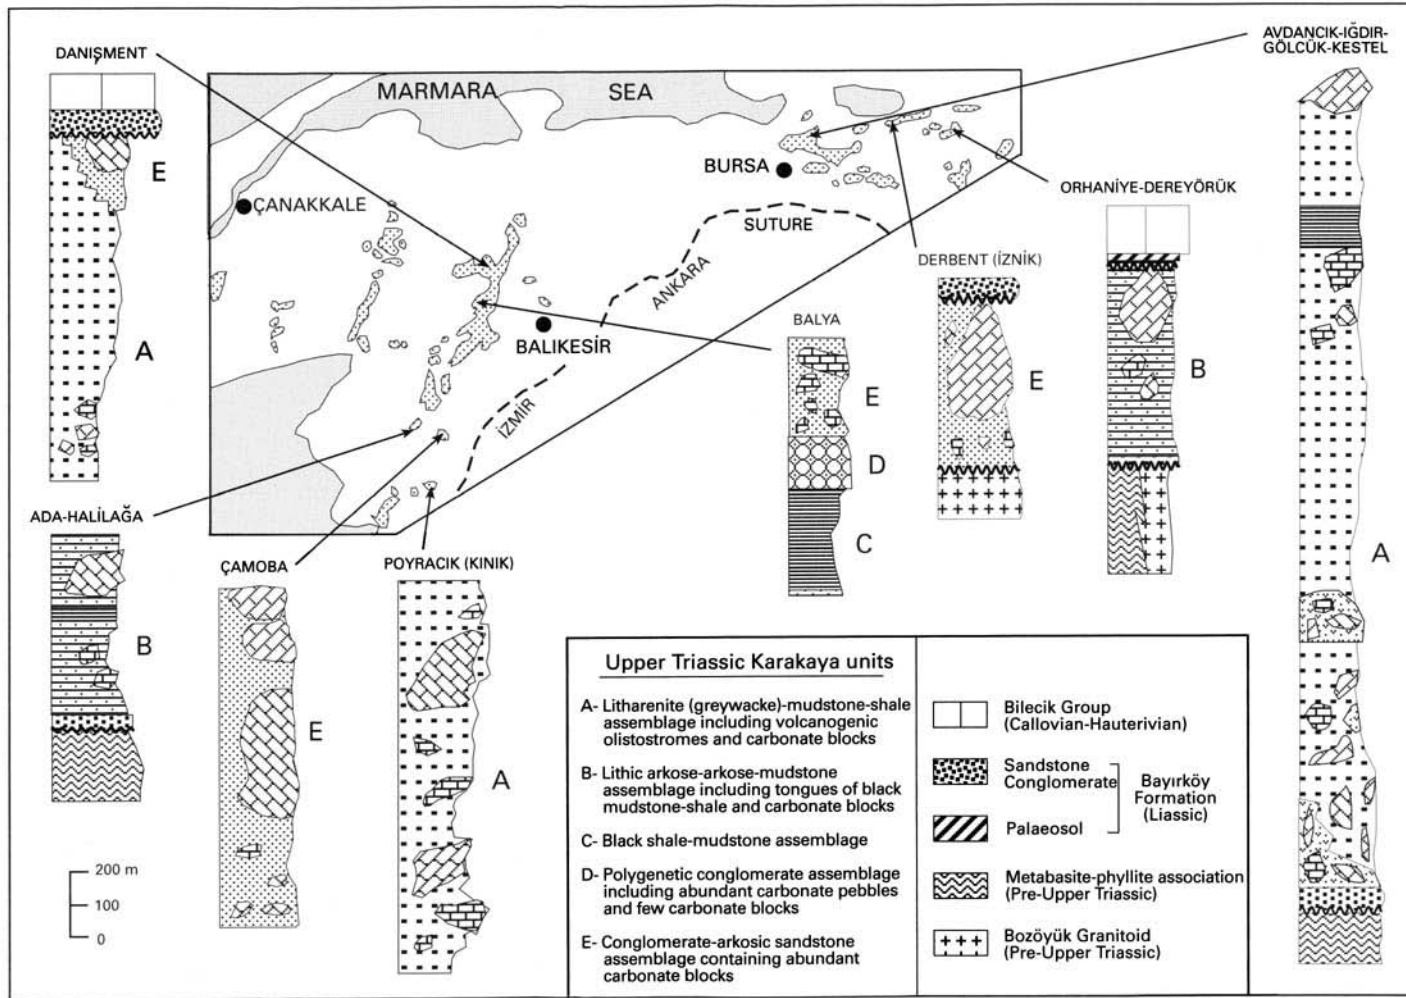 DANIŞMENT
AVDANCIK-IĞDIR-
GÖLCÜK-KESTEL
MARMARA SEA
BURSA
ÇANAKKALE
ORHANİYE-DEREYÖRÜK
SUTURE
ANKARA
İZMİR
BALIKESİR
DERBENT (İZNİK)
BALYA
E
A
E
D
C
E
B
A
ADA-HALİLAĞA
B
ÇAMOBA
E
POYRACIK (KINIK)
A
200 m
100
0
Upper Triassic Karakaya units
A- Litharenite (greywacke)-mudstone-shale
assemblage including volcanogenic
olistostromes and carbonate blocks
B- Lithic arkose-arkose-mudstone
assemblage including tongues of black
mudstone-shale and carbonate blocks
C- Black shale-mudstone assemblage
D- Polygenetic conglomerate assemblage
including abundant carbonate pebbles
and few carbonate blocks
E- Conglomerate-arkosic sandstone
assemblage containing abundant
carbonate blocks
Bilecik Group
(Callovian-Hauterivian)
Sandstone
Conglomerate
Palaeosol
Bayırköy
Formation
(Liassic)
Metabasite-phyllite association
(Pre-Upper Triassic)
Bozöyük Granitoid
(Pre-Upper Triassic)